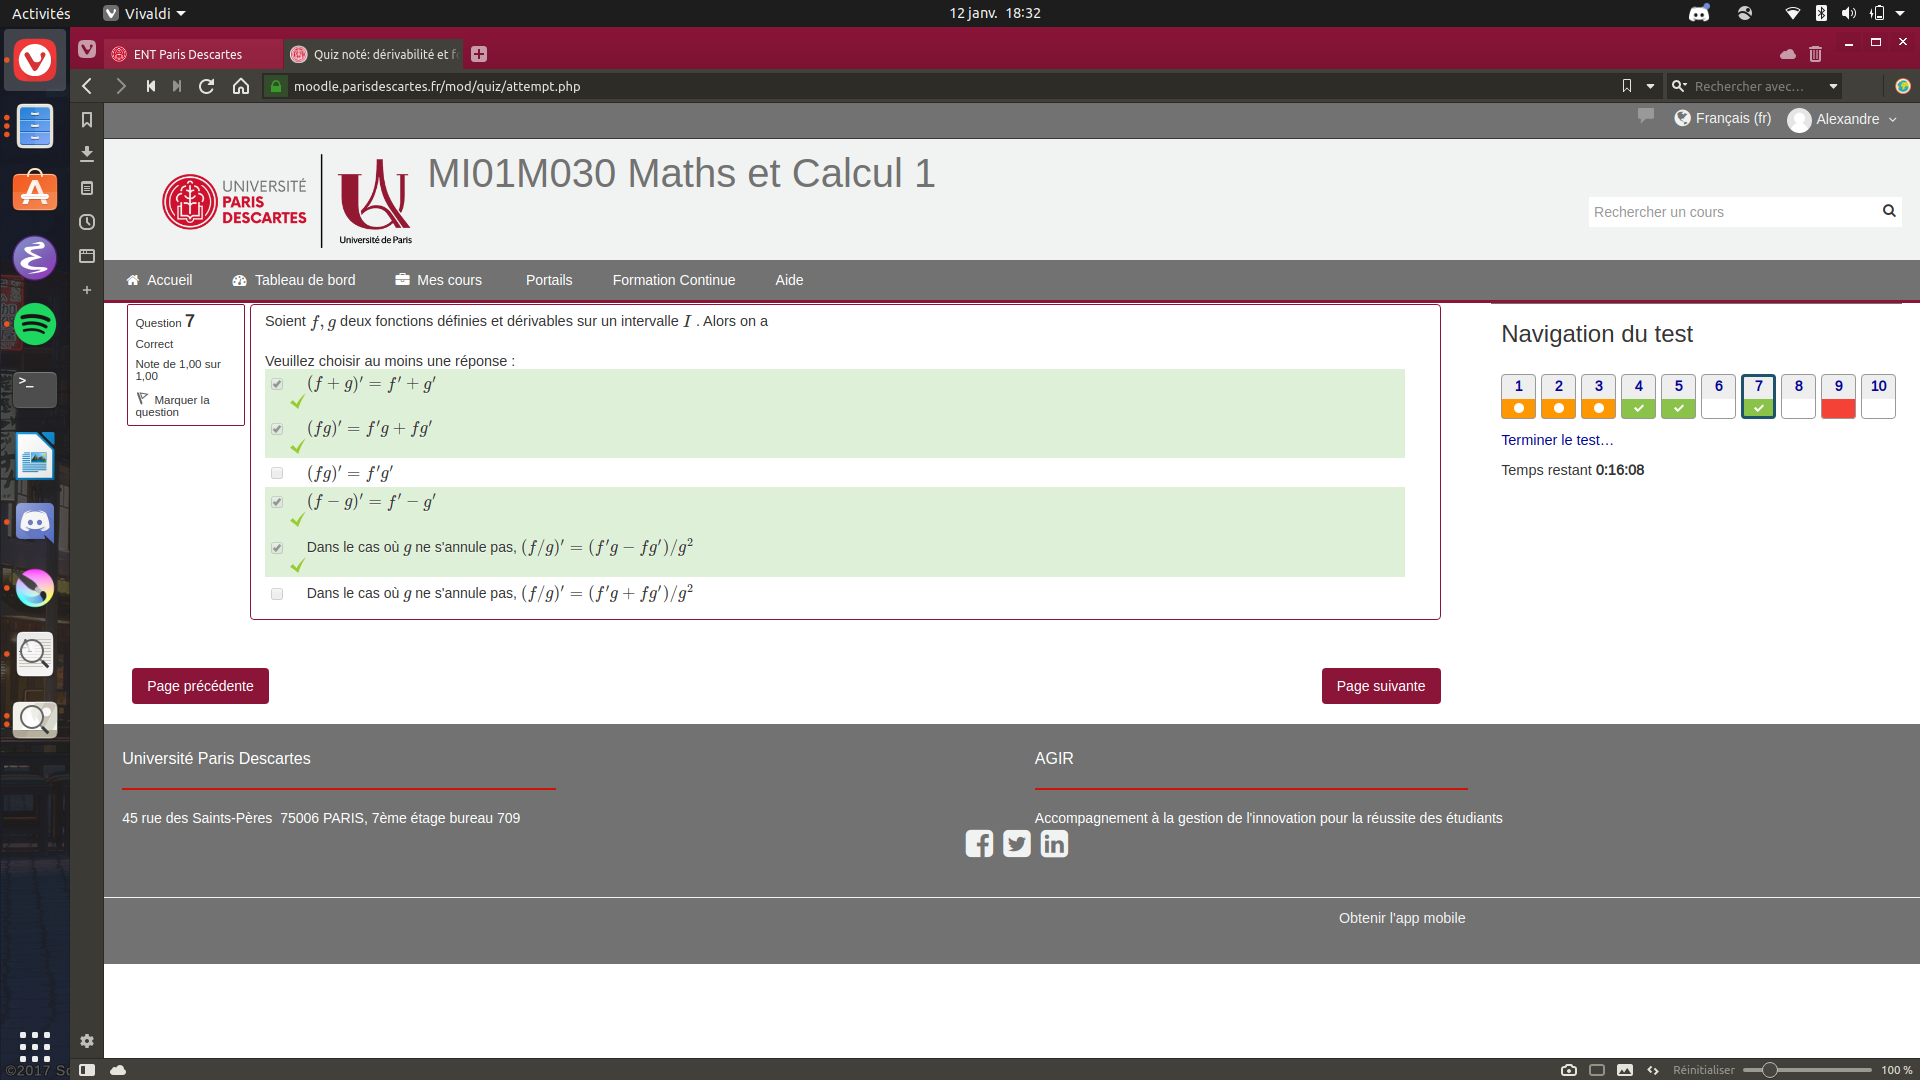 Activités
Vivaldi
12 janv. 18:32
ENT Paris Descartes
Quiz noté: dérivabilité et f
moodle.parisdescartes.fr/mod/quiz/attempt.php
Rechercher avec...
Français (fr)
Alexandre
UNIVERSITÉ
PARIS
DESCARTES
Université de Paris
MI01M030 Maths et Calcul 1
Rechercher un cours
Accueil
Tableau de bord
Mes cours
Portails
Formation Continue
Aide
Question 7
Correct
Note de 1,00 sur
1,00
Marquer la
question
Soient f, g deux fonctions définies et dérivables sur un intervalle I . Alors on a
Veuillez choisir au moins une réponse :
(f + g)′ = f′ + g′
(fg)′ = f′g + fg′
(fg)′ = f′g′
(f − g)′ = f′ − g′
Dans le cas où g ne s'annule pas, (f/g)′ = (f′g − fg′)/g²
Dans le cas où g ne s'annule pas, (f/g)′ = (f′g + fg′)/g²
Navigation du test
1 2 3 4 5 6 7 8 9 10
Terminer le test…
Temps restant 0:16:08
Page précédente
Page suivante
Université Paris Descartes
45 rue des Saints-Pères 75006 PARIS, 7ème étage bureau 709
AGIR
Accompagnement à la gestion de l'innovation pour la réussite des étudiants
Obtenir l'app mobile
©2017 
Réinitialiser
100 %